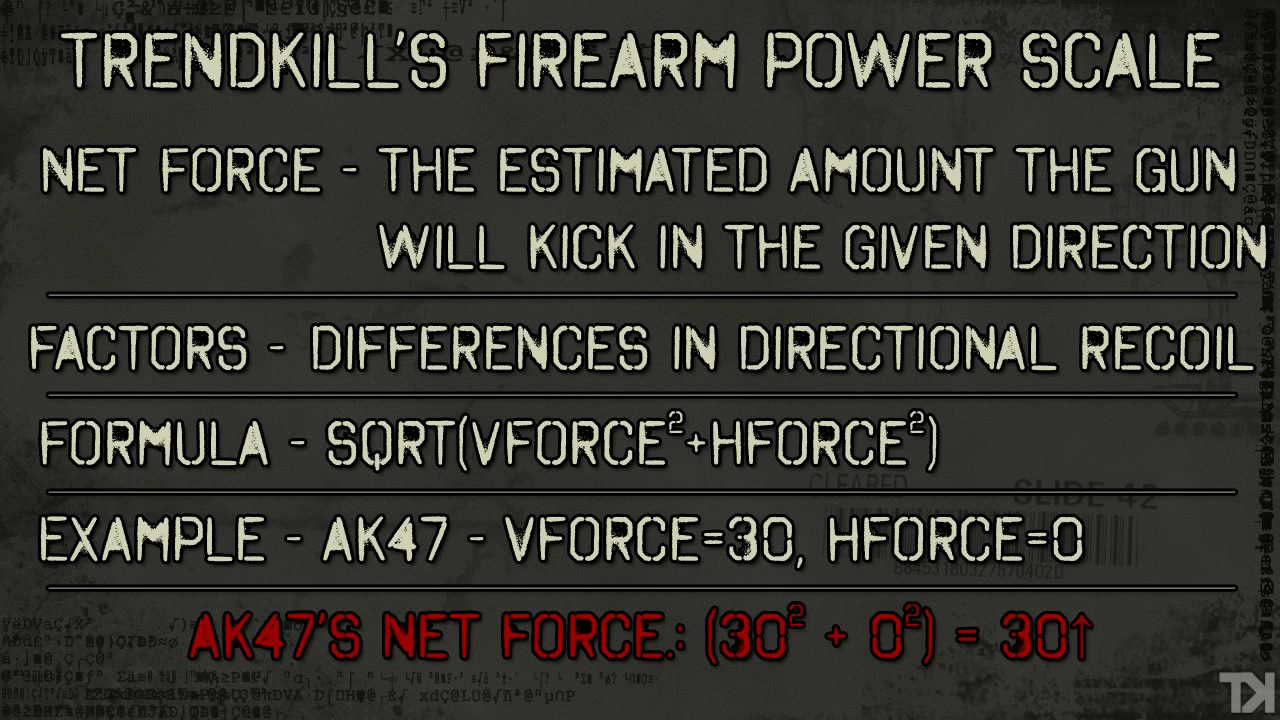 TRENDKILL'S FIREARM POWER SCALE
NET FORCE - THE ESTIMATED AMOUNT THE GUN
WILL KICK IN THE GIVEN DIRECTION
FACTORS - DIFFERENCES IN DIRECTIONAL RECOIL
FORMULA - SQRT(VFORCE²+HFORCE²)
CLEARED SLIDE 42
EXAMPLE - AK47 - VFORCE=30, HFORCE=0
AK47'S NET FORCE.: (30² + 0²) = 30↑
TK